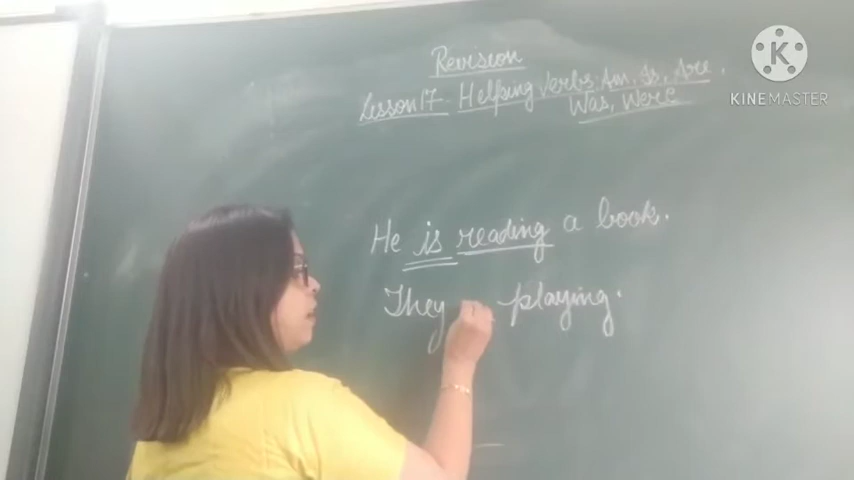 Revision
Lesson 17 Helping Verbs: Am, Is, Are,
Was, Were
He is reading a book.
They playing.
K
KINEMASTER